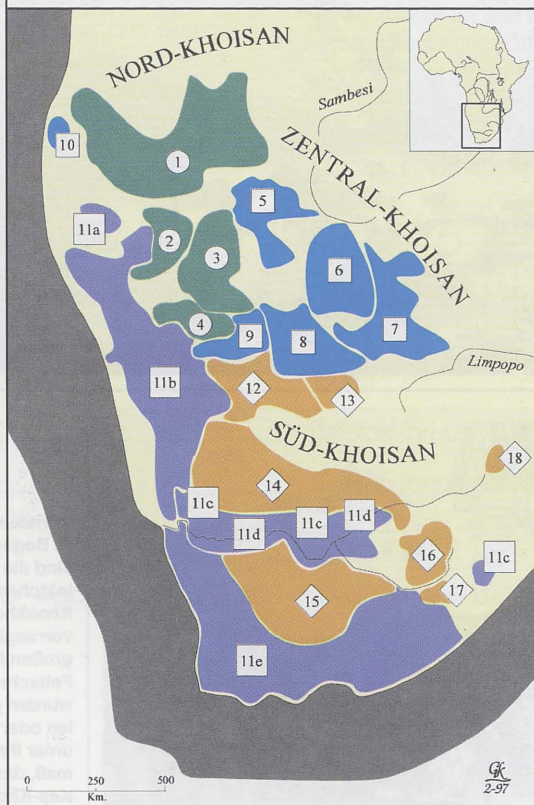 NORD-KHOISAN
Sambesi
ZENTRAL-KHOISAN
10
1
11a
5
2
3
6
4
9
8
7
11b
12
13
Limpopo
SÜD-KHOISAN
18
14
11c
11c
11d
11d
16
11c
17
15
11e
0 250 500
Km.
2-97